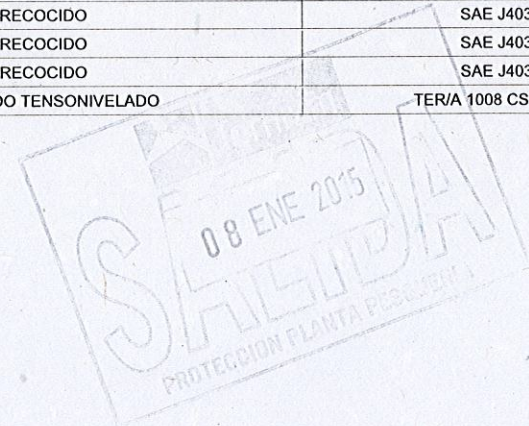 RECOCIDO SAE J403
RECOCIDO SAE J403
RECOCIDO SAE J403
DO TENSONIVELADO TER/A 1008 CS
08 ENE 2015
SALIDA
PROTECCION PLANTA